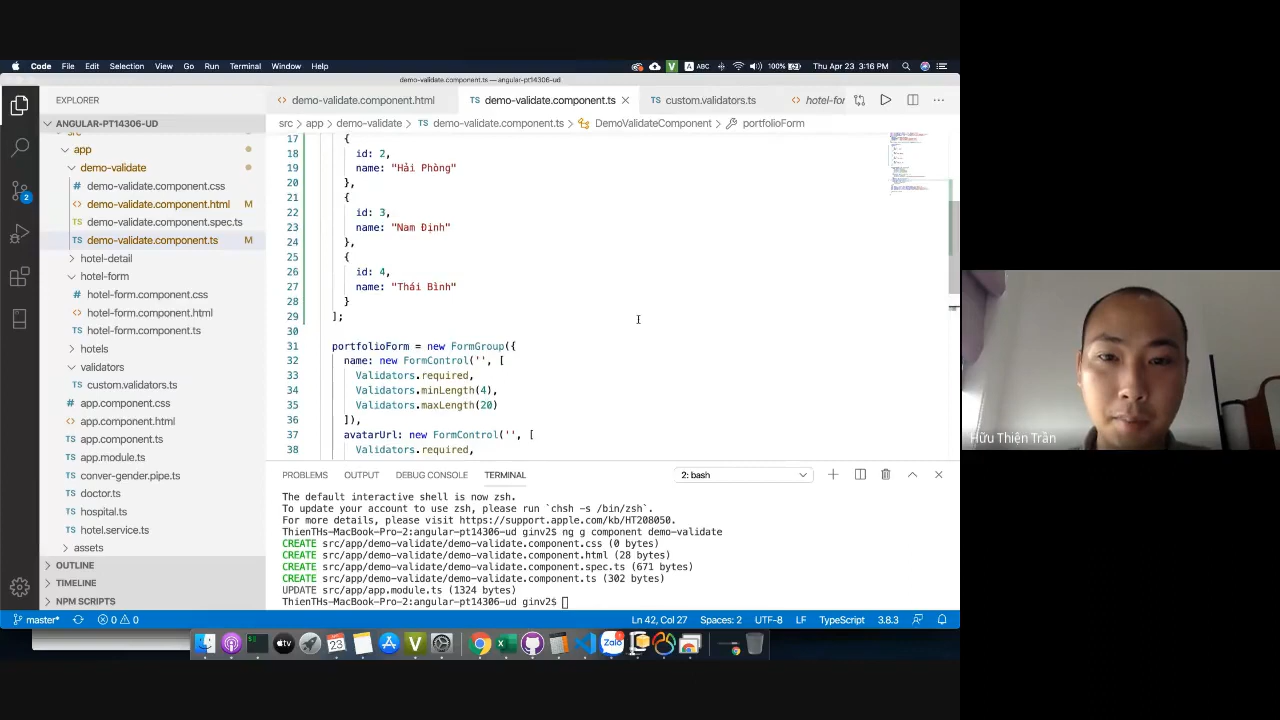 Code File Edit Selection View Go Run Terminal Window Help
ABC 100% Thu Apr 23 3:16 PM
demo-validate.component.ts — angular-pt14306-ud
EXPLORER
ANGULAR-PT14306-UD
src
app
demo-validate
demo-validate.component.css
demo-validate.component.html M
demo-validate.component.spec.ts
demo-validate.component.ts M
hotel-detail
hotel-form
hotel-form.component.css
hotel-form.component.html
hotel-form.component.ts
hotels
validators
custom.validators.ts
app.component.css
app.component.html
app.component.ts
app.module.ts
conver-gender.pipe.ts
doctor.ts
hospital.ts
hotel.service.ts
assets
OUTLINE
TIMELINE
NPM SCRIPTS
demo-validate.component.html demo-validate.component.ts custom.validators.ts hotel-for
src > app > demo-validate > TS demo-validate.component.ts > DemoValidateComponent > portfolioForm
17 {
18 id: 2,
19 name: "Hải Phòng"
20 },
21 {
22 id: 3,
23 name: "Nam Định"
24 },
25 {
26 id: 4,
27 name: "Thái Bình"
28 }
29 ];
30
31 portfolioForm = new FormGroup({
32 name: new FormControl('', [
33 Validators.required,
34 Validators.minLength(4),
35 Validators.maxLength(20)
36 ]),
37 avatarUrl: new FormControl('', [
38 Validators.required,
PROBLEMS OUTPUT DEBUG CONSOLE TERMINAL 2: bash
The default interactive shell is now zsh.
To update your account to use zsh, please run `chsh -s /bin/zsh`.
For more details, please visit https://support.apple.com/kb/HT208050.
ThienTHs-MacBook-Pro-2:angular-pt14306-ud ginv2$ ng g component demo-validate
CREATE src/app/demo-validate/demo-validate.component.css (0 bytes)
CREATE src/app/demo-validate/demo-validate.component.html (28 bytes)
CREATE src/app/demo-validate/demo-validate.component.spec.ts (671 bytes)
CREATE src/app/demo-validate/demo-validate.component.ts (302 bytes)
UPDATE src/app/app.module.ts (1324 bytes)
ThienTHs-MacBook-Pro-2:angular-pt14306-ud ginv2$
master* 0 0 Ln 42, Col 27 Spaces: 2 UTF-8 LF TypeScript 3.8.3
Hữu Thiện Trần